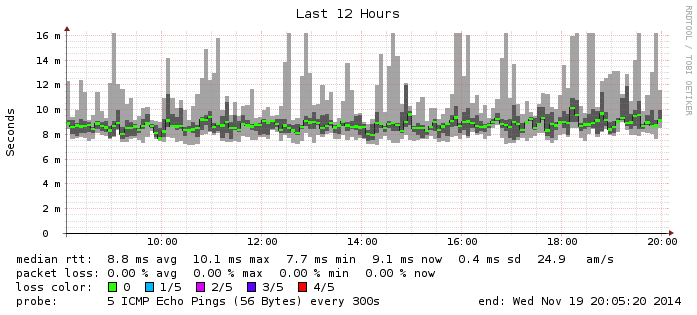 Last 12 Hours
RRDTOOL / TOBI OETIKER
Seconds
16 m
14 m
12 m
10 m
8 m
6 m
4 m
2 m
0
10:00 12:00 14:00 16:00 18:00 20:00
median rtt: 8.8 ms avg 10.1 ms max 7.7 ms min 9.1 ms now 0.4 ms sd 24.9 am/s
packet loss: 0.00 % avg 0.00 % max 0.00 % min 0.00 % now
loss color: 0 1/5 2/5 3/5 4/5
probe: 5 ICMP Echo Pings (56 Bytes) every 300s end: Wed Nov 19 20:05:20 2014